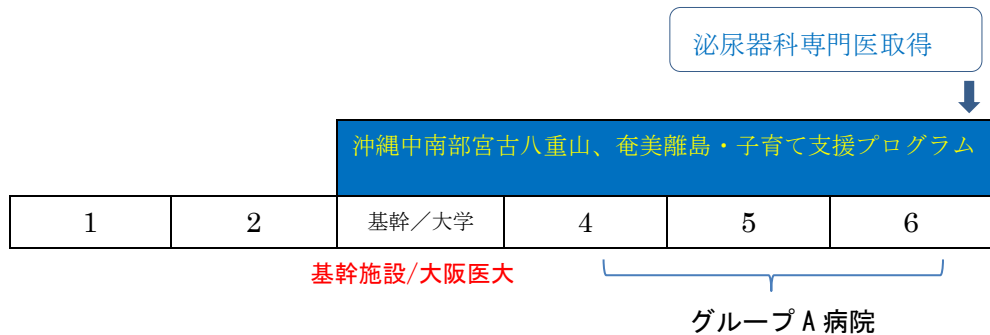 泌尿器科専門医取得
沖縄中南部宮古八重山、奄美離島・子育て支援プログラム
1 2 基幹／大学 4 5 6
基幹施設/大阪医大
グループ A 病院